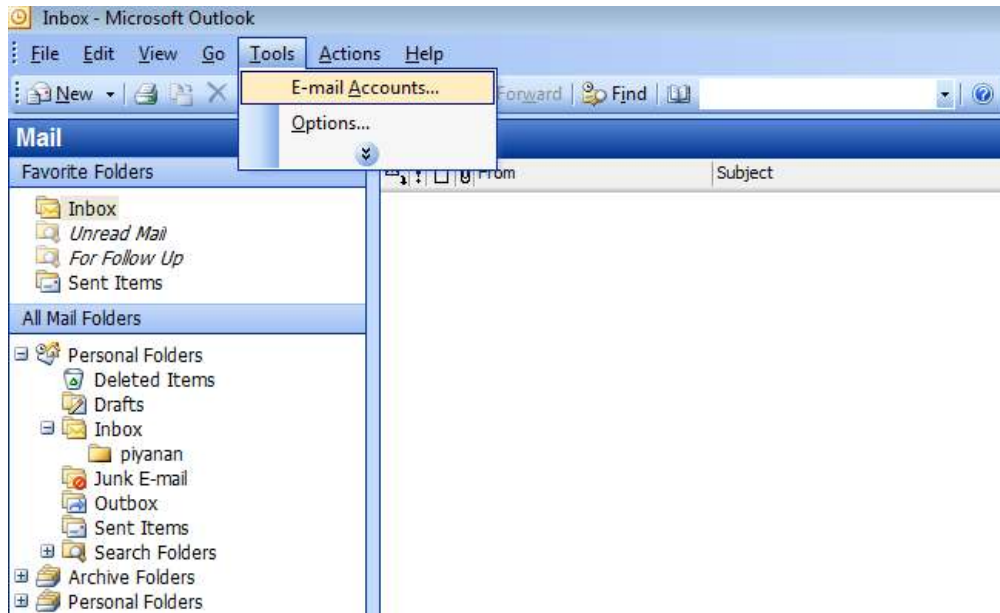 Inbox - Microsoft Outlook
File Edit View Go Tools Actions Help
New Forward Find
E-mail Accounts...
Options...
Mail
Favorite Folders
From Subject
Inbox
Unread Mail
For Follow Up
Sent Items
All Mail Folders
Personal Folders
Deleted Items
Drafts
Inbox
piyanan
Junk E-mail
Outbox
Sent Items
Search Folders
Archive Folders
Personal Folders